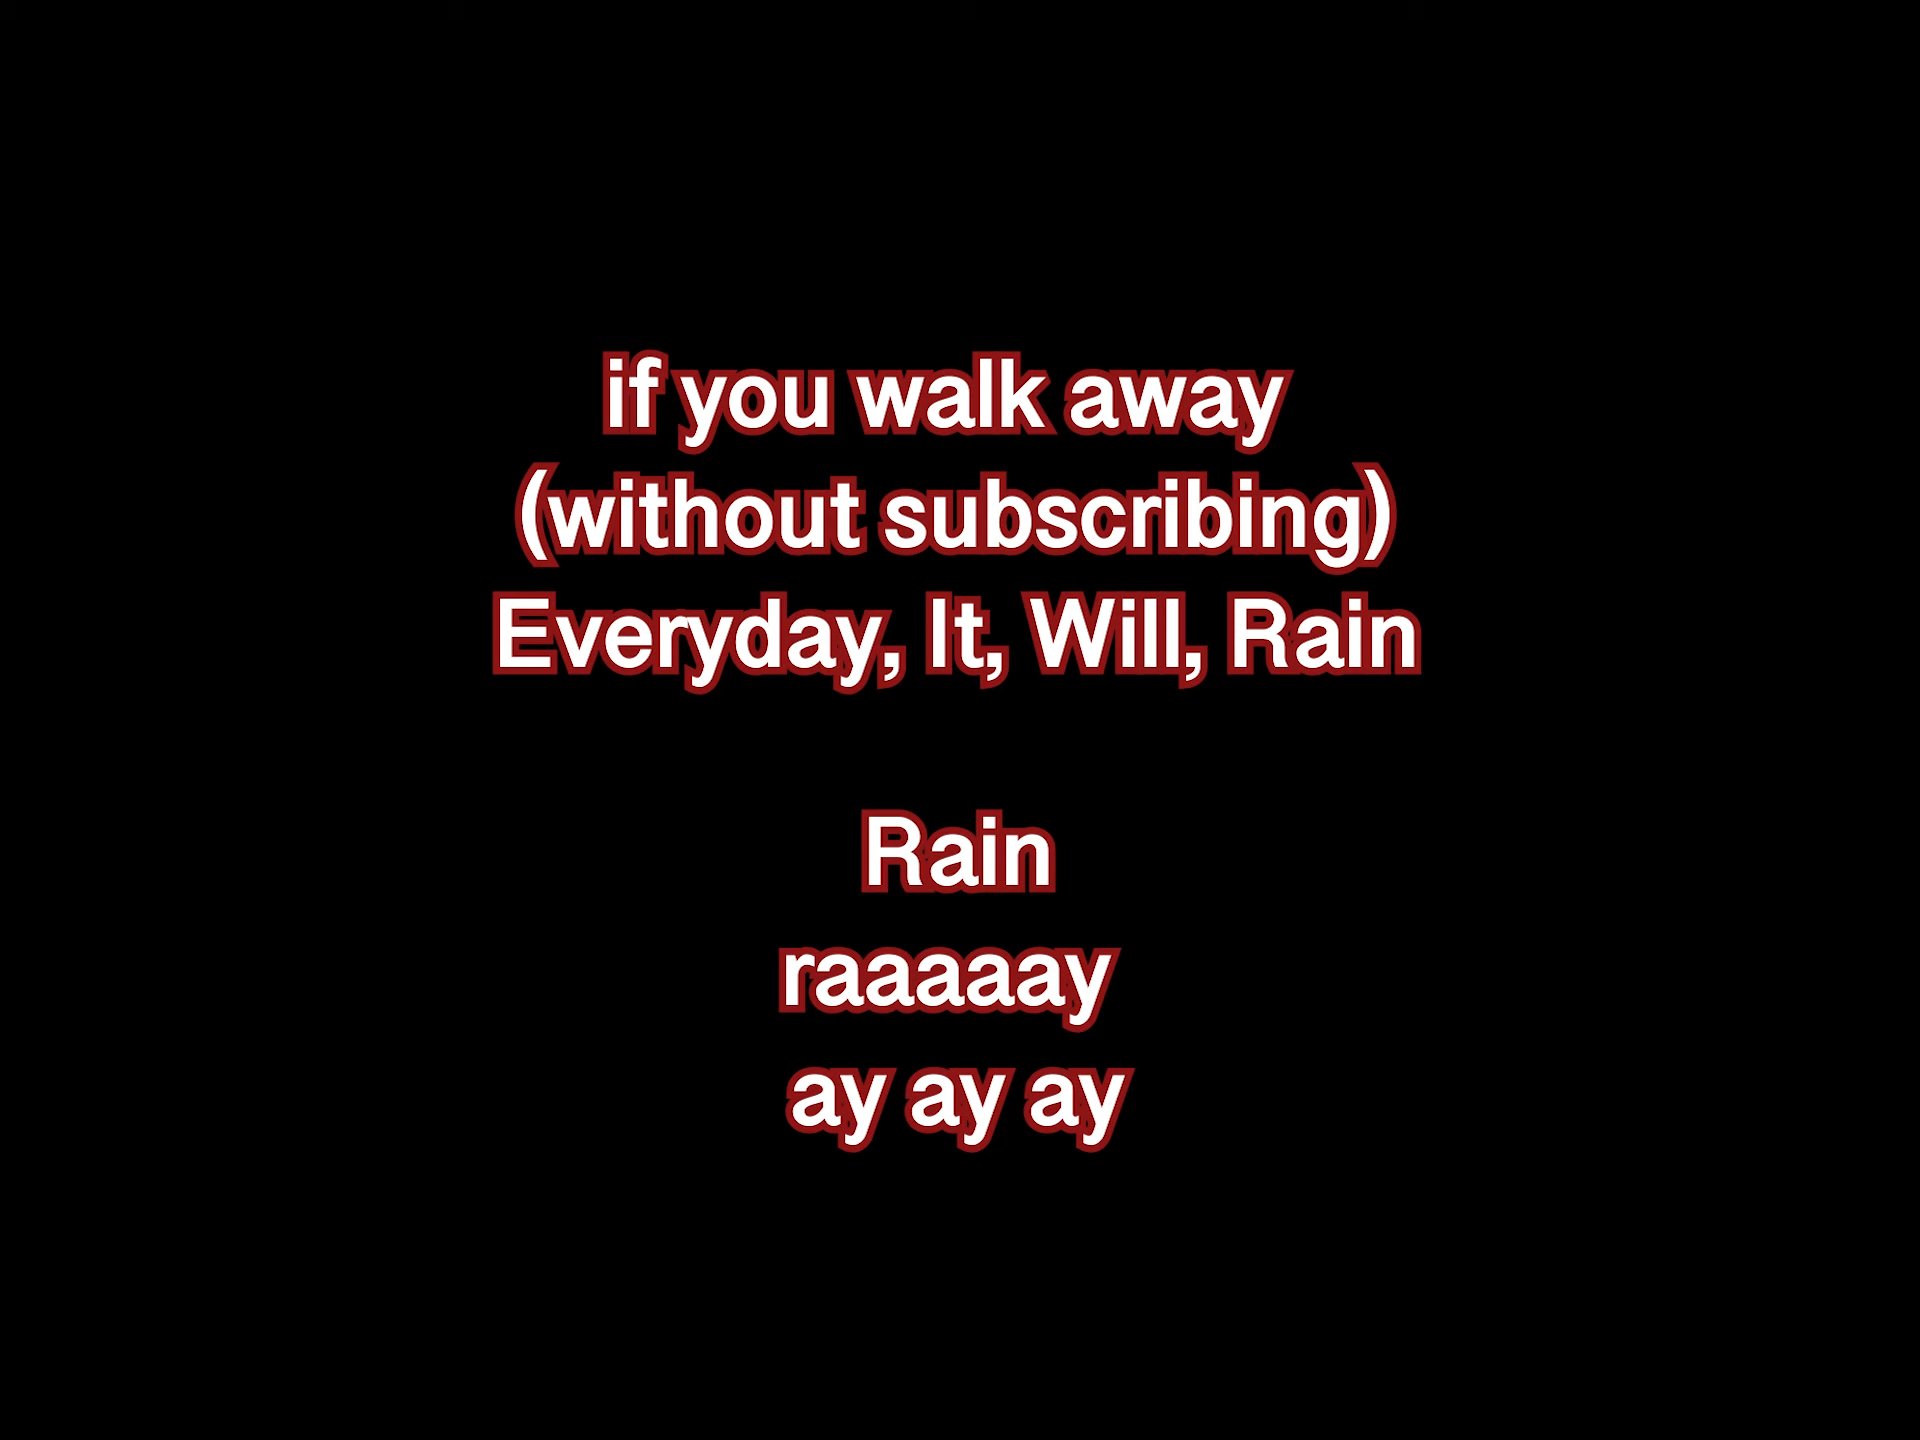 if you walk away
(without subscribing)
Everyday, It, Will, Rain
Rain
raaaaay
ay ay ay